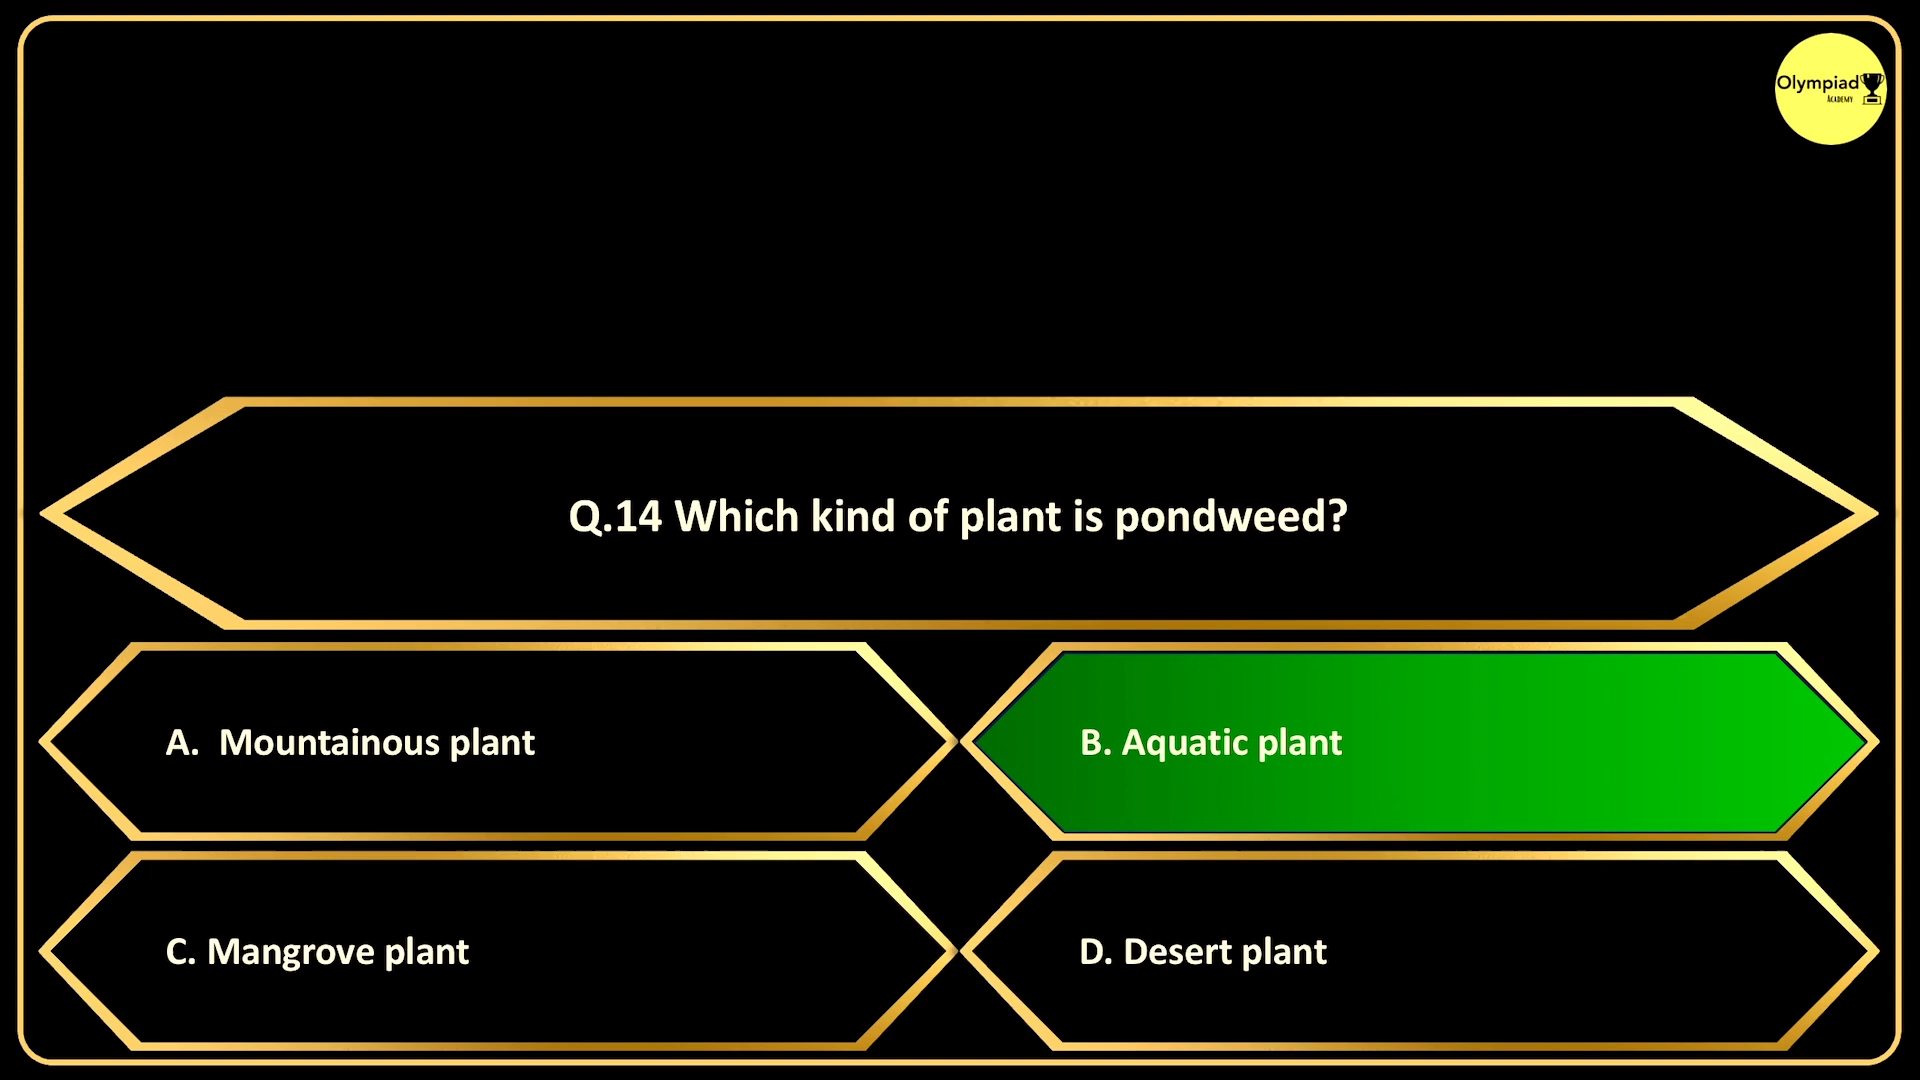 Olympiad
ACADEMY
Q.14 Which kind of plant is pondweed?
A. Mountainous plant
B. Aquatic plant
C. Mangrove plant
D. Desert plant